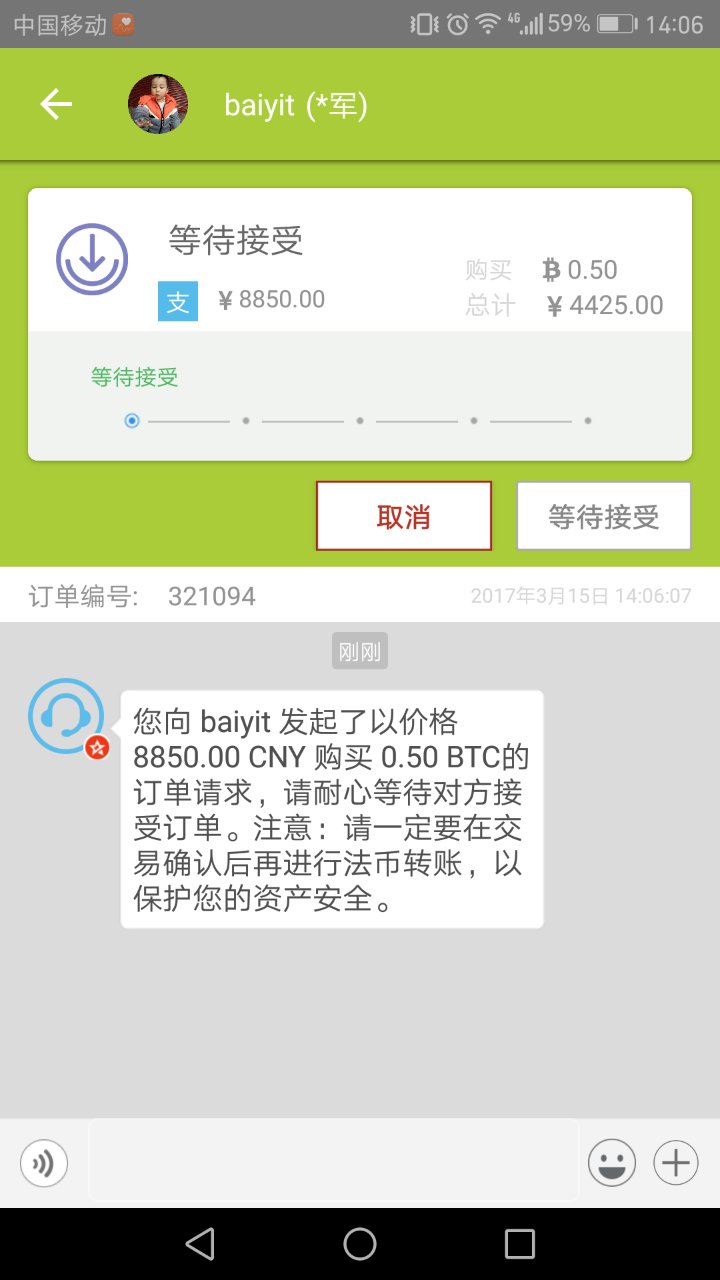 中国移动
4G
59%
14:06
baiyit (*军)
等待接受
支 ¥ 8850.00
购买 ฿ 0.50
总计 ¥ 4425.00
等待接受
取消
等待接受
订单编号: 321094
2017年3月15日 14:06:07
刚刚
您向 baiyit 发起了以价格
8850.00 CNY 购买 0.50 BTC的
订单请求，请耐心等待对方接
受订单。注意：请一定要在交
易确认后再进行法币转账，以
保护您的资产安全。